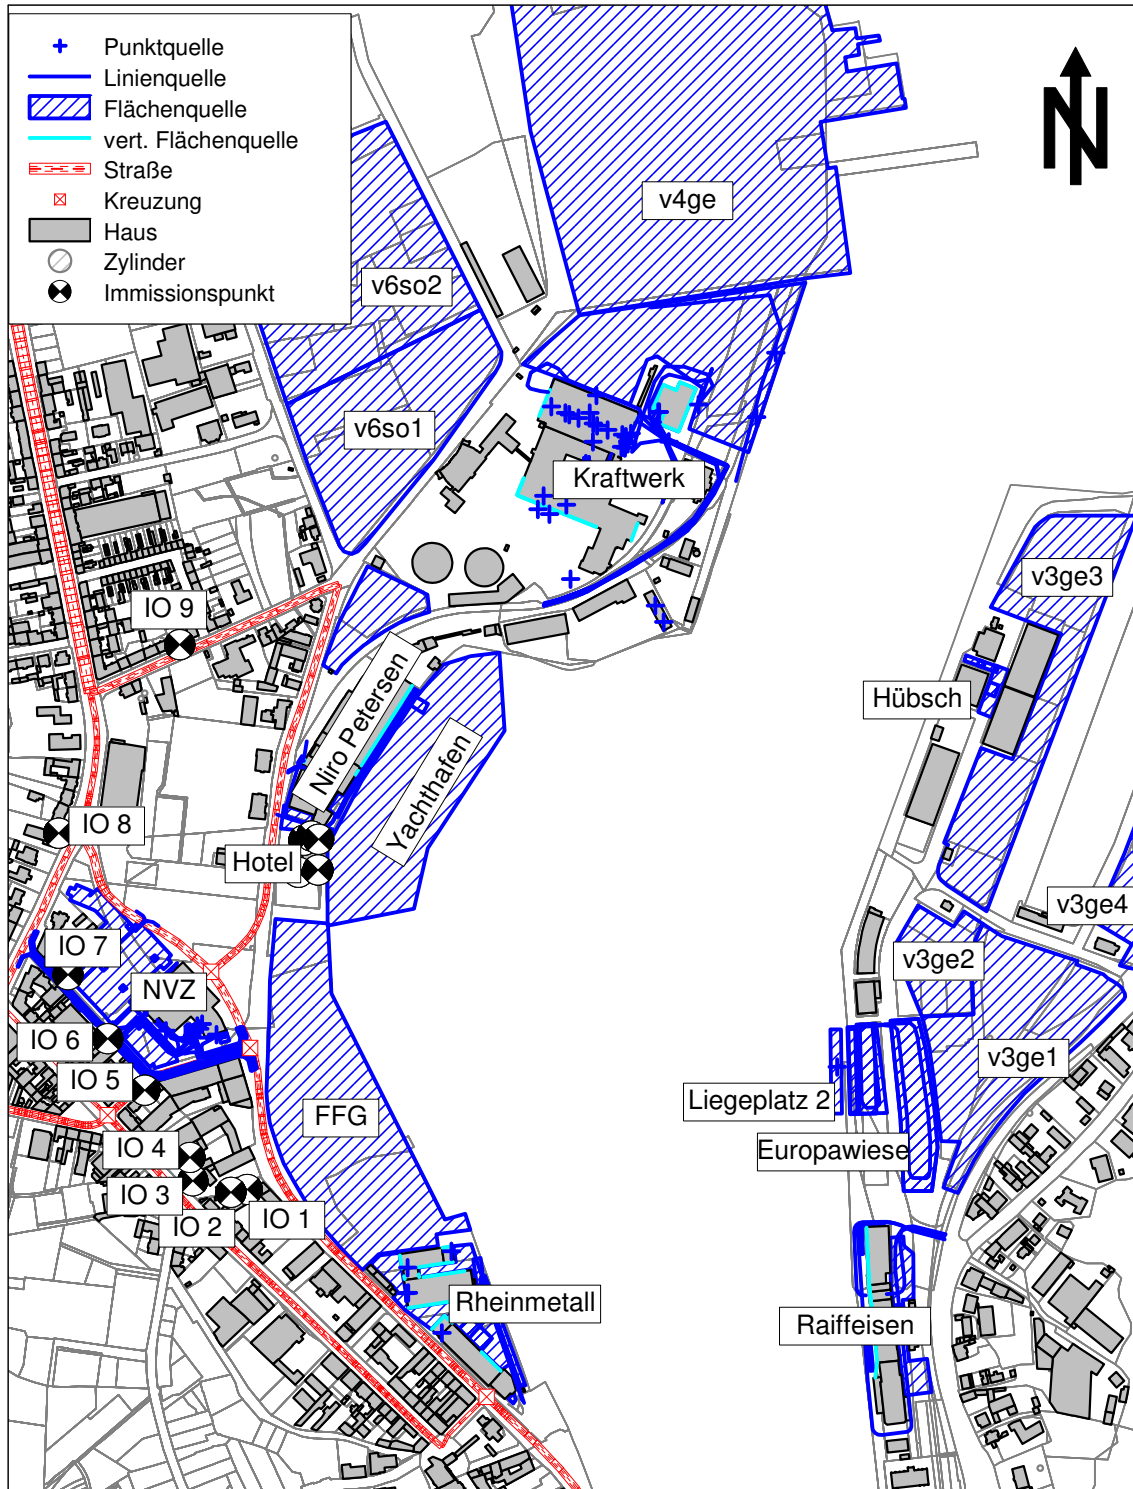 Punktquelle
Linienquelle
Flächenquelle
vert. Flächenquelle
Straße
Kreuzung
Haus
Zylinder
Immissionspunkt
N
v4ge
v6so2
v6so1
Kraftwerk
v3ge3
IO 9
Hübsch
Niro Petersen
Yachthafen
IO 8
Hotel
v3ge4
IO 7
v3ge2
NVZ
IO 6
v3ge1
IO 5
Liegeplatz 2
FFG
Europawiese
IO 4
IO 3
IO 2
IO 1
Rheinmetall
Raiffeisen